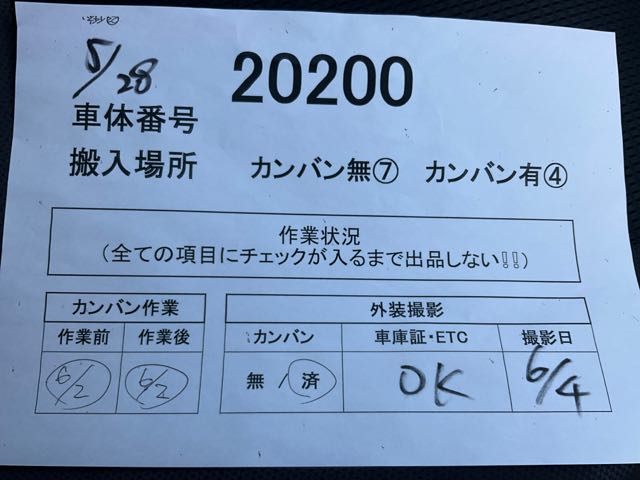 5/28
20200
車体番号
搬入場所 カンバン無⑦ カンバン有④
作業状況
(全ての項目にチェックが入るまで出品しない!!)
カンバン作業
作業前 作業後
6/2 6/2
外装撮影
カンバン 車庫証・ETC 撮影日
無 / 済 OK 6/4